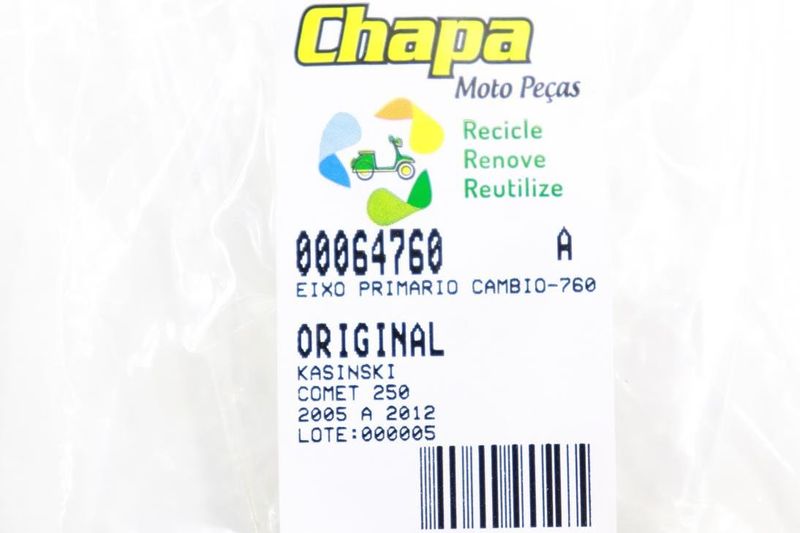 Chapa
Moto Peças
Recicle
Renove
Reutilize
00064760 A
EIXO PRIMARIO CAMBIO-760
ORIGINAL
KASINSKI
COMET 250
2005 A 2012
LOTE:000005